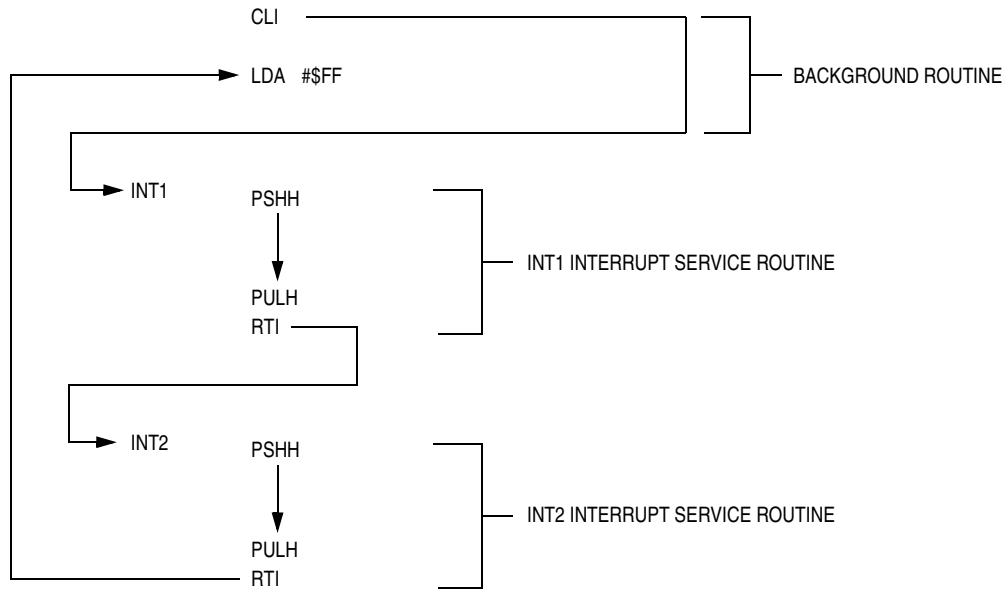 CLI
LDA #$FF
BACKGROUND ROUTINE
INT1
PSHH
INT1 INTERRUPT SERVICE ROUTINE
PULH
RTI
INT2
PSHH
INT2 INTERRUPT SERVICE ROUTINE
PULH
RTI